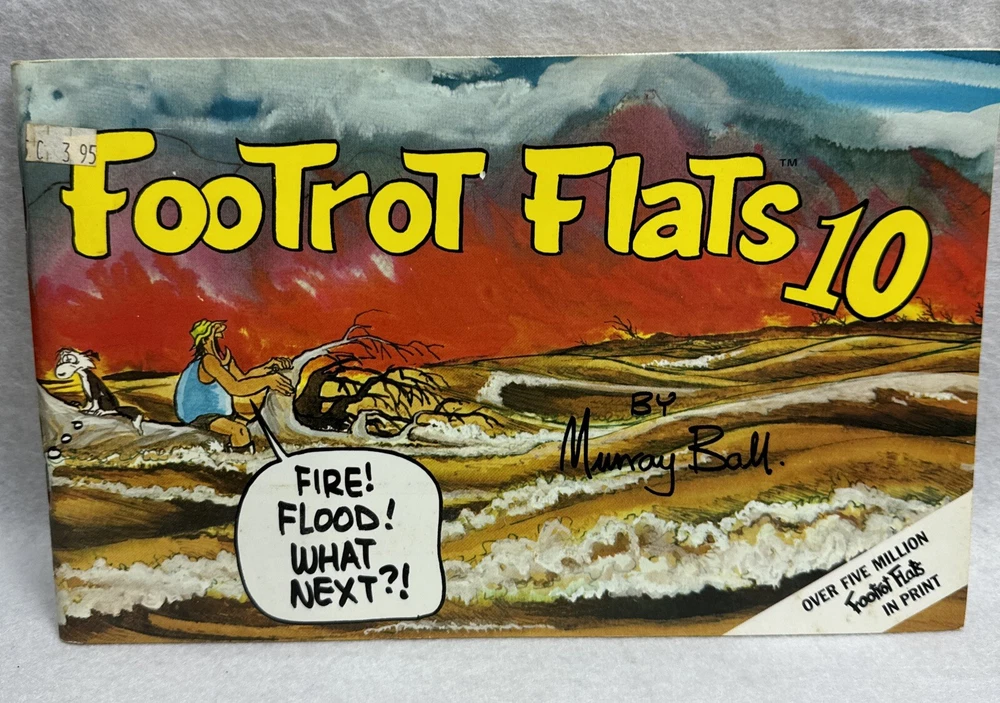 C. 3 95
FOOTROT FLATS™
10
BY
Murray Ball.
FIRE!
FLOOD!
WHAT
NEXT?!
OVER FIVE MILLION
Footrot Flats
IN PRINT